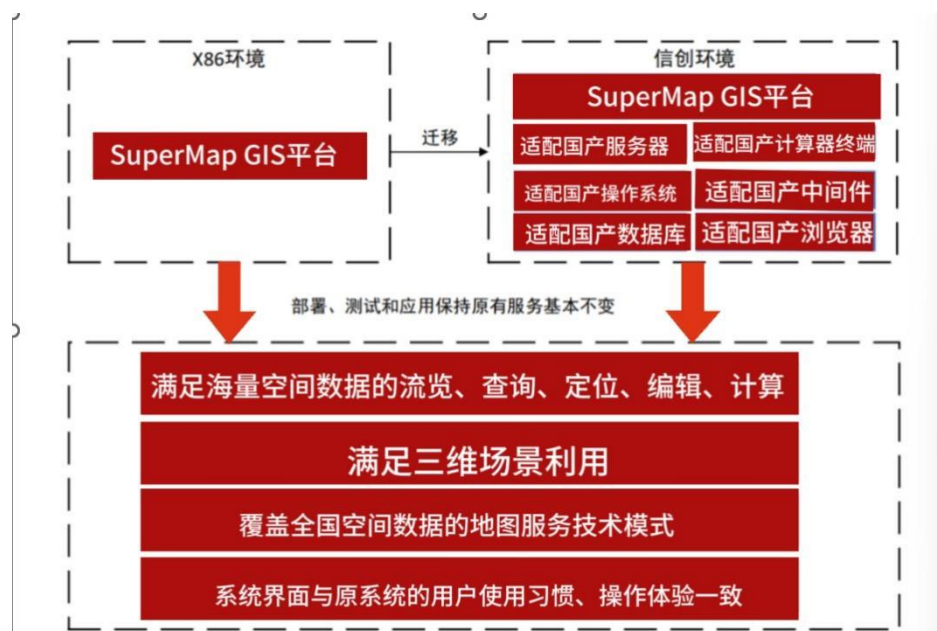 X86环境
信创环境
SuperMap GIS平台
迁移
SuperMap GIS平台
适配国产服务器
适配国产计算器终端
适配国产操作系统
适配国产中间件
适配国产数据库
适配国产浏览器
部署、测试和应用保持原有服务基本不变
满足海量空间数据的流览、查询、定位、编辑、计算
满足三维场景利用
覆盖全国空间数据的地图服务技术模式
系统界面与原系统的用户使用习惯、操作体验一致